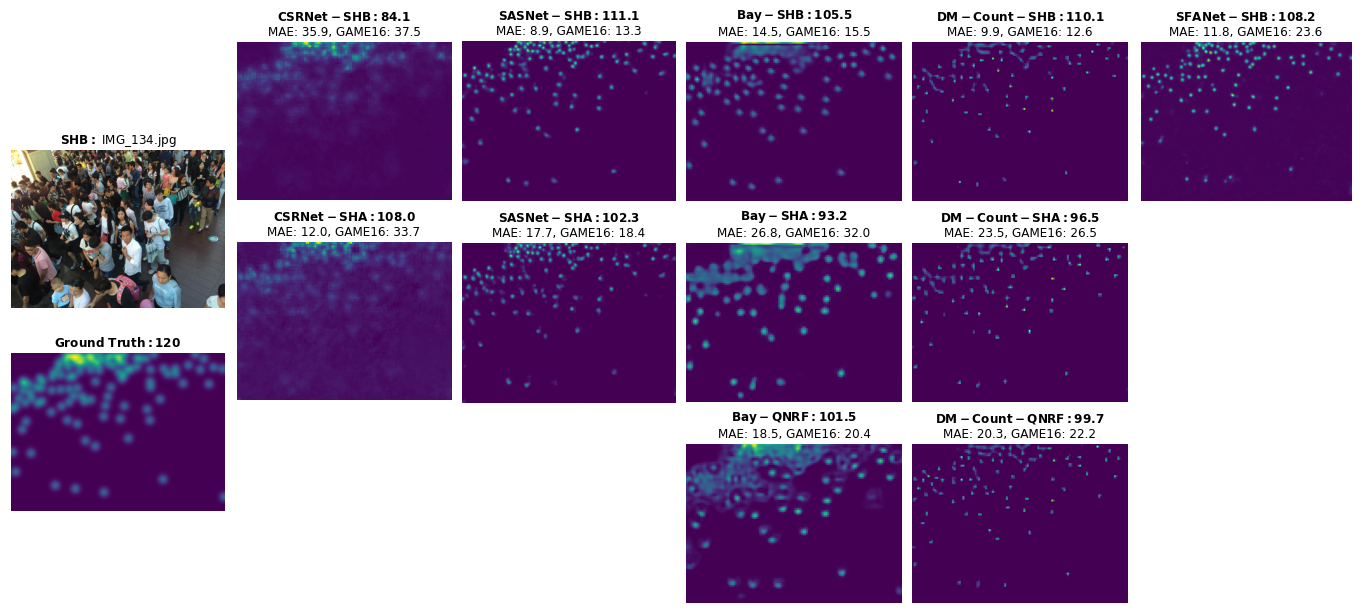 SHB: IMG_134.jpg
Ground Truth: 120
CSRNet−SHB: 84.1
MAE: 35.9, GAME16: 37.5
SASNet−SHB: 111.1
MAE: 8.9, GAME16: 13.3
Bay−SHB: 105.5
MAE: 14.5, GAME16: 15.5
DM−Count−SHB: 110.1
MAE: 9.9, GAME16: 12.6
SFANet−SHB: 108.2
MAE: 11.8, GAME16: 23.6
CSRNet−SHA: 108.0
MAE: 12.0, GAME16: 33.7
SASNet−SHA: 102.3
MAE: 17.7, GAME16: 18.4
Bay−SHA: 93.2
MAE: 26.8, GAME16: 32.0
DM−Count−SHA: 96.5
MAE: 23.5, GAME16: 26.5
Bay−QNRF: 101.5
MAE: 18.5, GAME16: 20.4
DM−Count−QNRF: 99.7
MAE: 20.3, GAME16: 22.2